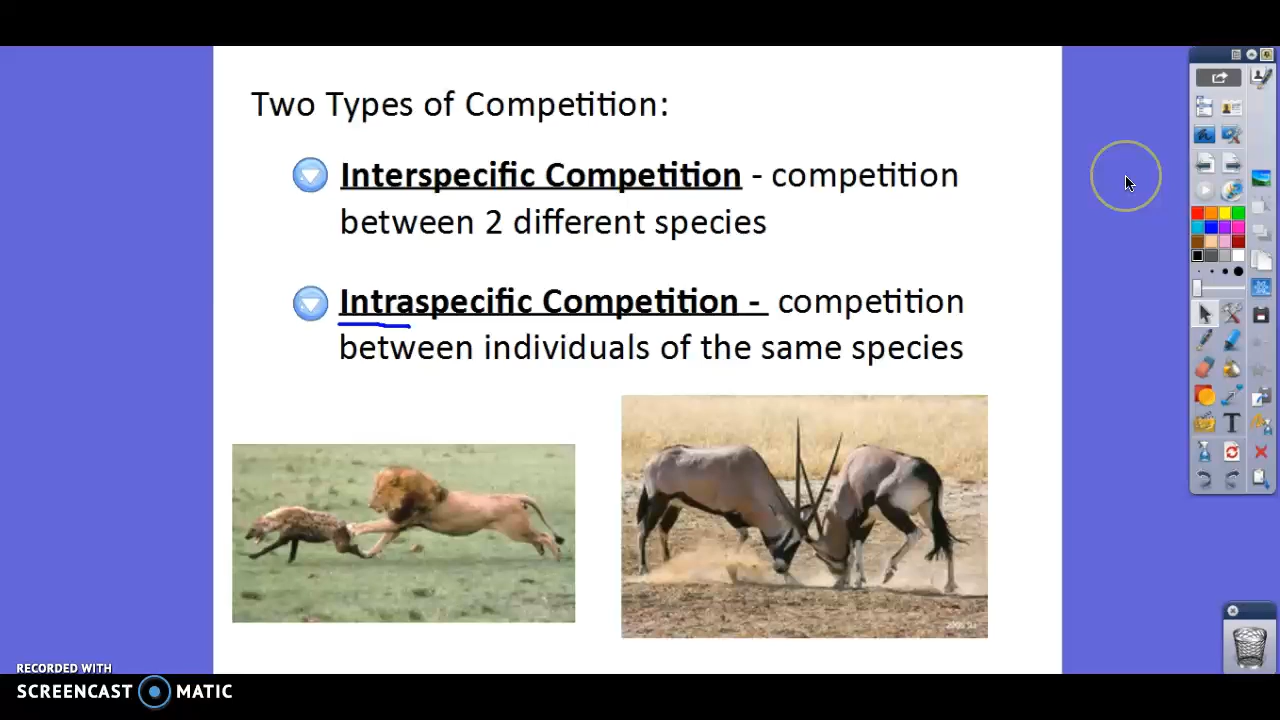 Two Types of Competition:
Interspecific Competition - competition
between 2 different species
Intraspecific Competition - competition
between individuals of the same species
RECORDED WITH
SCREENCAST MATIC